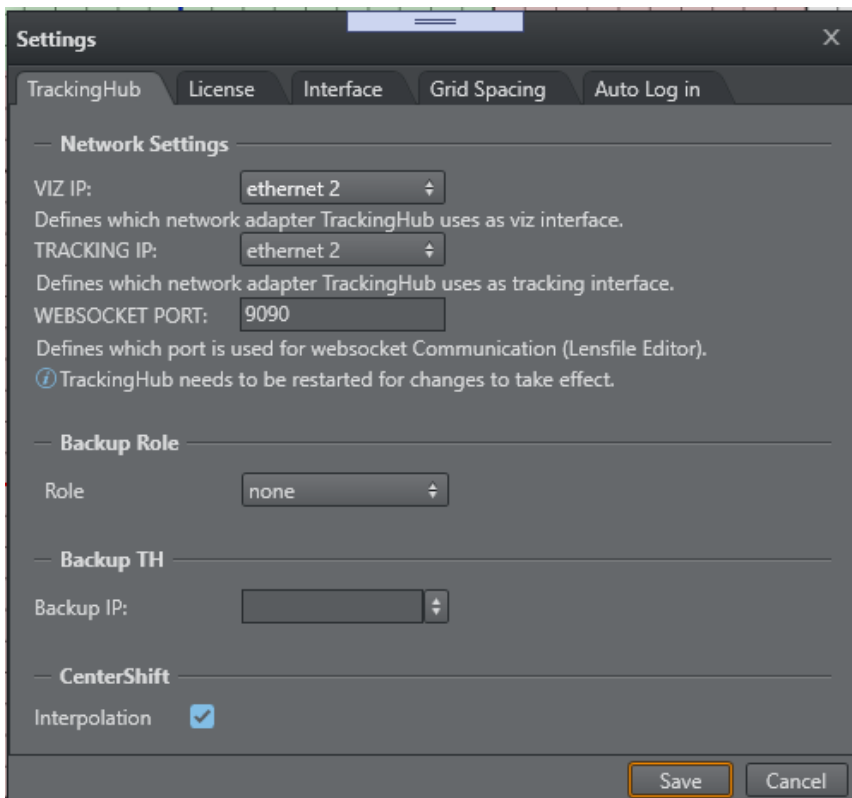 Settings
TrackingHub License Interface Grid Spacing Auto Log in
Network Settings
VIZ IP: ethernet 2
Defines which network adapter TrackingHub uses as viz interface.
TRACKING IP: ethernet 2
Defines which network adapter TrackingHub uses as tracking interface.
WEBSOCKET PORT: 9090
Defines which port is used for websocket Communication (Lensfile Editor).
TrackingHub needs to be restarted for changes to take effect.
Backup Role
Role none
Backup TH
Backup IP:
CenterShift
Interpolation
Save Cancel